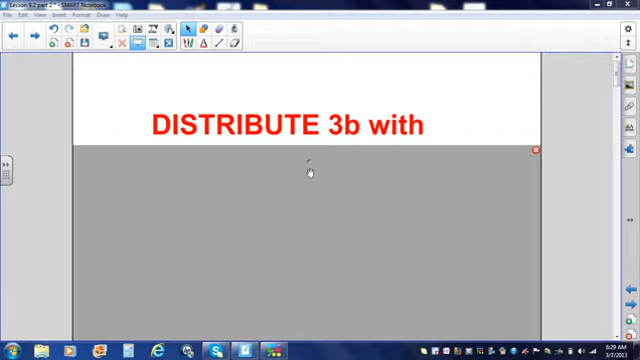 Lesson 9.2 part 2 * - SMART Notebook
File Edit View Insert Format Draw Help
DISTRIBUTE 3b with
6:29 AM
3/7/2013